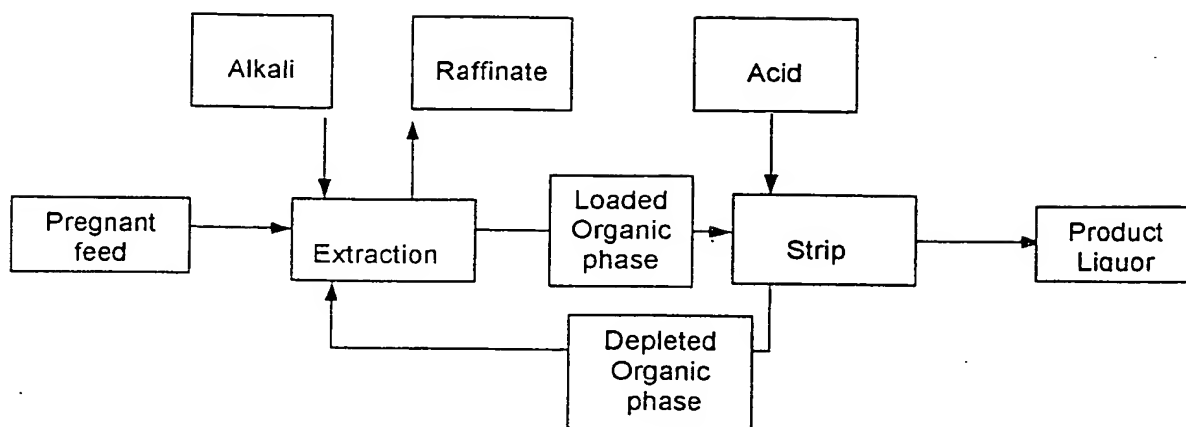 Alkali
Raffinate
Acid
Pregnant
feed
Extraction
Loaded
Organic
phase
Strip
Product
Liquor
Depleted
Organic
phase